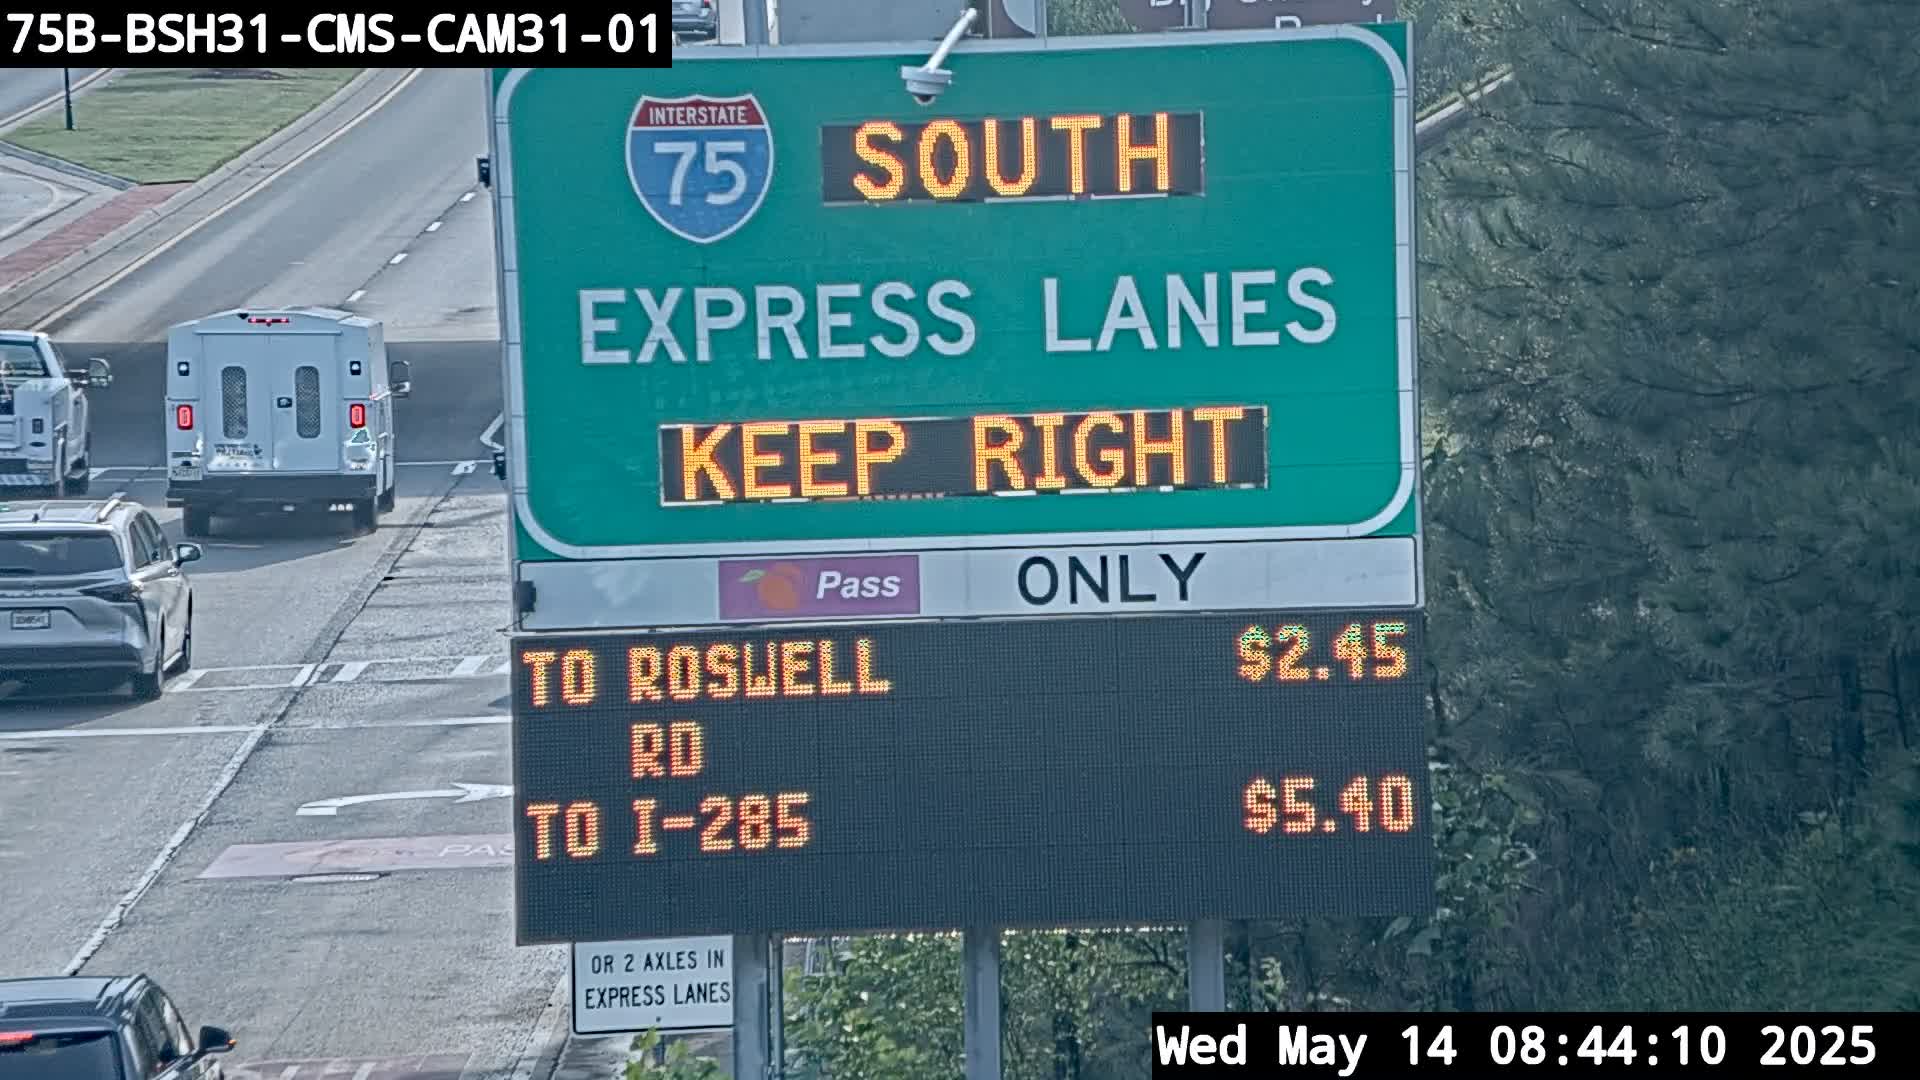 75B-BSH31-CMS-CAM31-01
INTERSTATE
75
SOUTH
EXPRESS LANES
KEEP RIGHT
Pass ONLY
TO ROSWELL $2.45
RD
TO I-285 $5.40
PAS
OR 2 AXLES IN
EXPRESS LANES
Wed May 14 08:44:10 2025